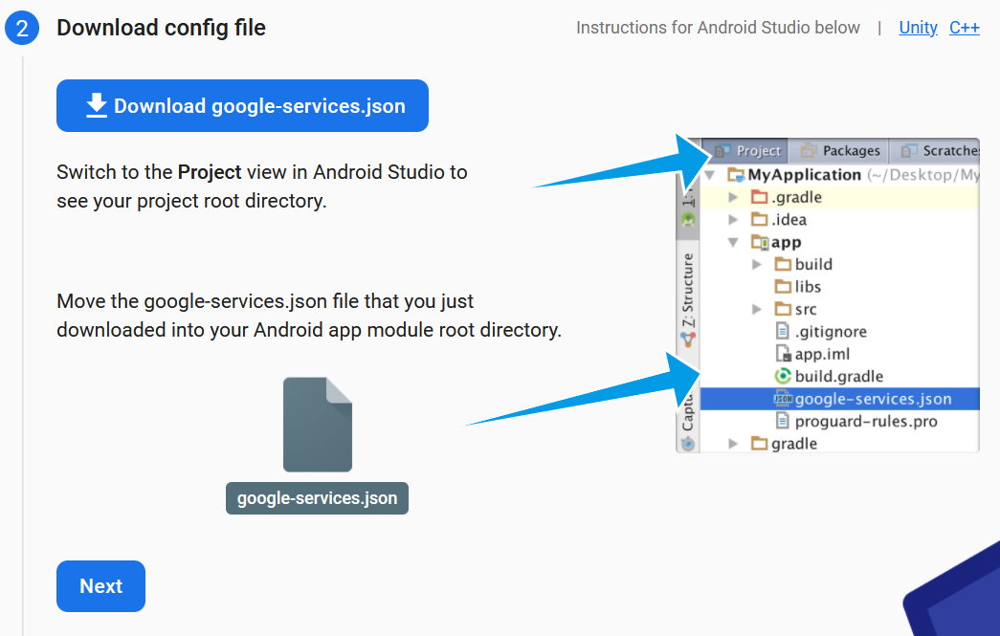 2 Download config file
Instructions for Android Studio below | Unity C++
Download google-services.json
Switch to the Project view in Android Studio to
see your project root directory.
Move the google-services.json file that you just
downloaded into your Android app module root directory.
google-services.json
Next
Project Packages Scratches
MyApplication (~/Desktop/My
.gradle
.idea
app
build
libs
src
.gitignore
app.iml
build.gradle
JSON google-services.json
proguard-rules.pro
gradle
1:
Z: Structure
Captu